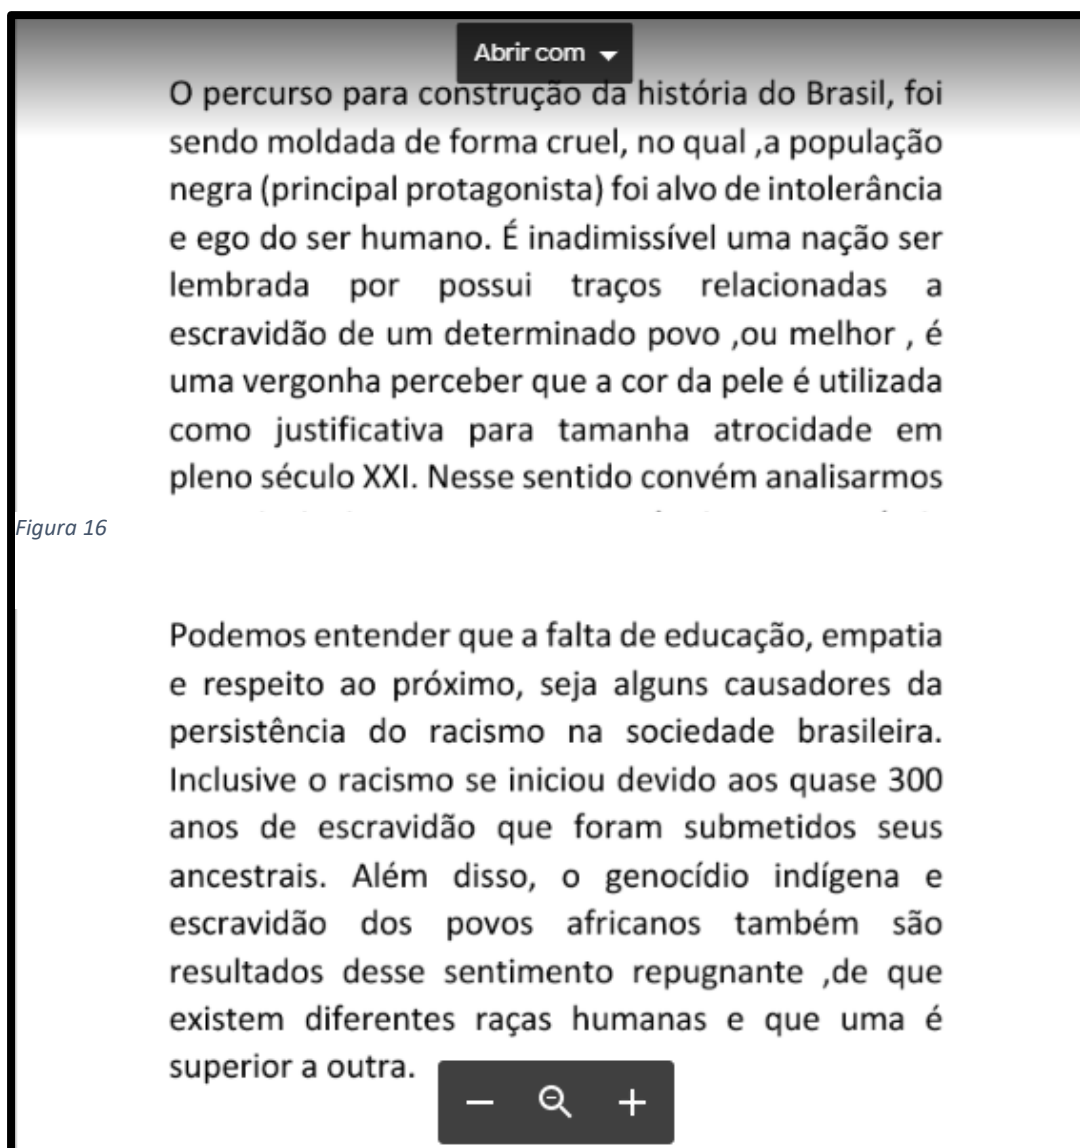 Abrir com
O percurso para construção da história do Brasil, foi
sendo moldada de forma cruel, no qual ,a população
negra (principal protagonista) foi alvo de intolerância
e ego do ser humano. É inadimissível uma nação ser
lembrada por possui traços relacionadas a
escravidão de um determinado povo ,ou melhor , é
uma vergonha perceber que a cor da pele é utilizada
como justificativa para tamanha atrocidade em
pleno século XXI. Nesse sentido convém analisarmos
Figura 16
Podemos entender que a falta de educação, empatia
e respeito ao próximo, seja alguns causadores da
persistência do racismo na sociedade brasileira.
Inclusive o racismo se iniciou devido aos quase 300
anos de escravidão que foram submetidos seus
ancestrais. Além disso, o genocídio indígena e
escravidão dos povos africanos também são
resultados desse sentimento repugnante ,de que
existem diferentes raças humanas e que uma é
superior a outra.